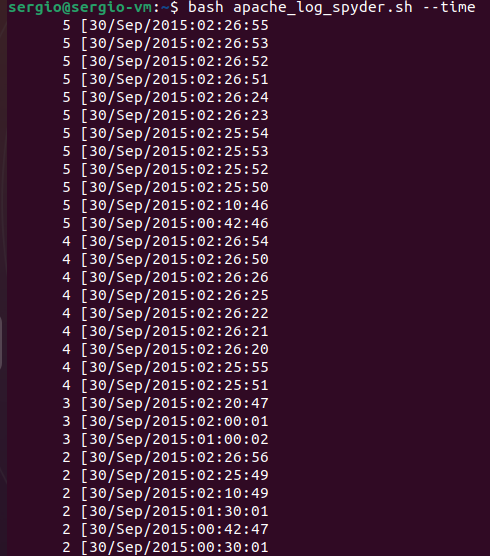 sergio@sergio-vm:~$ bash apache_log_spyder.sh --time
5 [30/Sep/2015:02:26:55
5 [30/Sep/2015:02:26:53
5 [30/Sep/2015:02:26:52
5 [30/Sep/2015:02:26:51
5 [30/Sep/2015:02:26:24
5 [30/Sep/2015:02:26:23
5 [30/Sep/2015:02:25:54
5 [30/Sep/2015:02:25:53
5 [30/Sep/2015:02:25:52
5 [30/Sep/2015:02:25:50
5 [30/Sep/2015:02:10:46
5 [30/Sep/2015:00:42:46
4 [30/Sep/2015:02:26:54
4 [30/Sep/2015:02:26:50
4 [30/Sep/2015:02:26:26
4 [30/Sep/2015:02:26:25
4 [30/Sep/2015:02:26:22
4 [30/Sep/2015:02:26:21
4 [30/Sep/2015:02:26:20
4 [30/Sep/2015:02:25:55
4 [30/Sep/2015:02:25:51
3 [30/Sep/2015:02:20:47
3 [30/Sep/2015:02:00:01
3 [30/Sep/2015:01:00:02
2 [30/Sep/2015:02:26:56
2 [30/Sep/2015:02:25:49
2 [30/Sep/2015:02:10:49
2 [30/Sep/2015:01:30:01
2 [30/Sep/2015:00:42:47
2 [30/Sep/2015:00:30:01